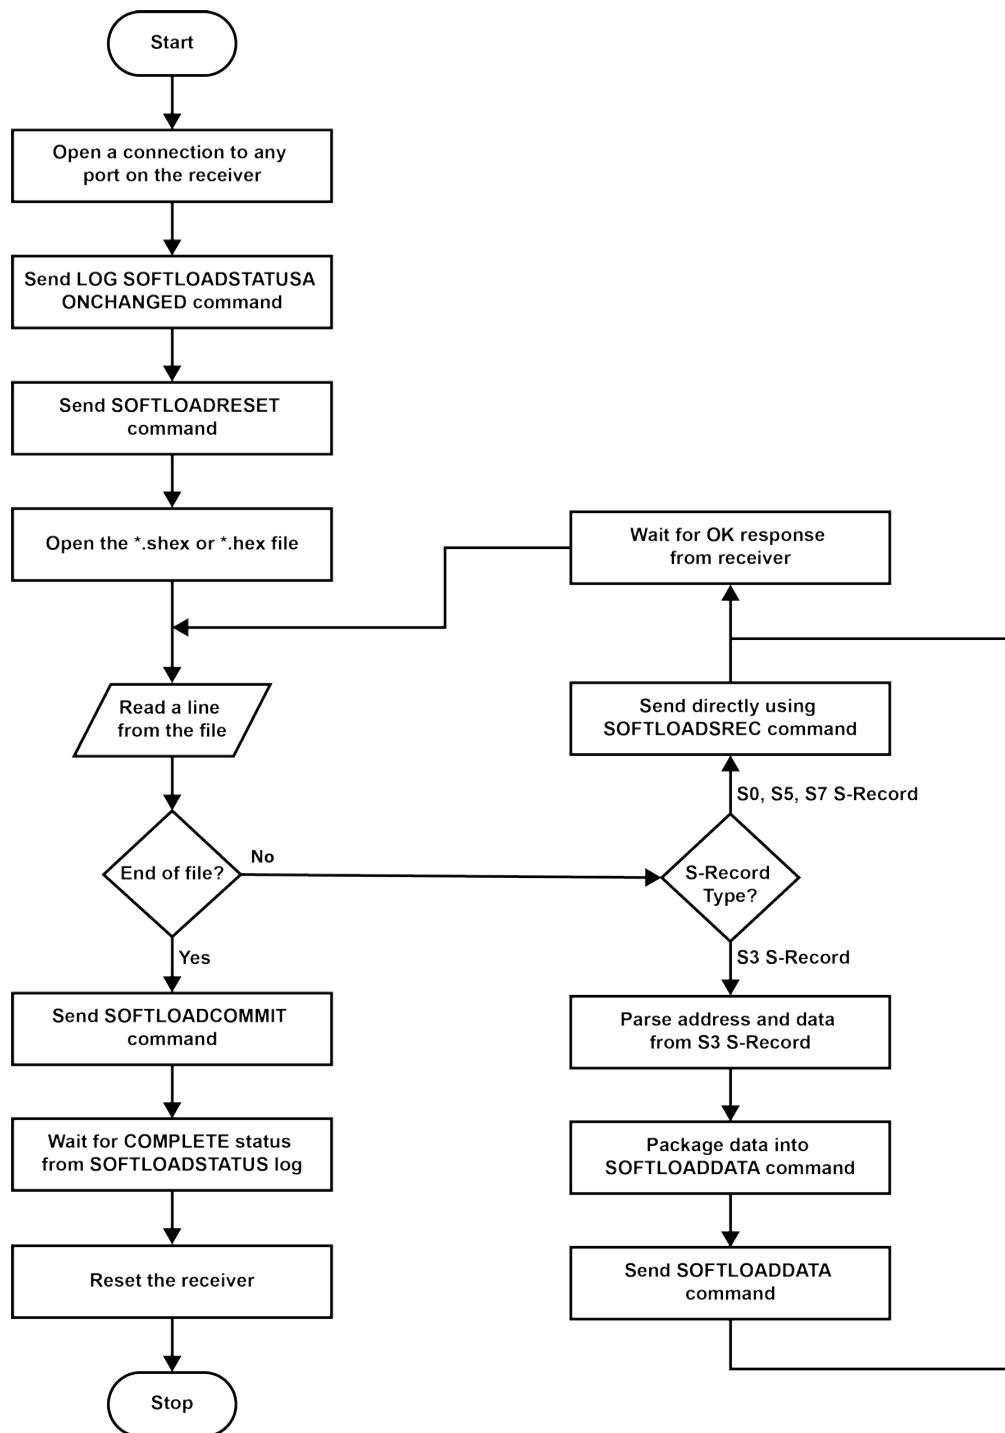 Start
Open a connection to any
port on the receiver
Send LOG SOFTLOADSTATUSA
ONCHANGED command
Send SOFTLOADRESET
command
Open the *.shex or *.hex file
Read a line
from the file
End of file?
No
Yes
Send SOFTLOADCOMMIT
command
Wait for COMPLETE status
from SOFTLOADSTATUS log
Reset the receiver
Stop
Wait for OK response
from receiver
Send directly using
SOFTLOADSREC command
S0, S5, S7 S-Record
S-Record
Type?
S3 S-Record
Parse address and data
from S3 S-Record
Package data into
SOFTLOADDATA command
Send SOFTLOADDATA
command